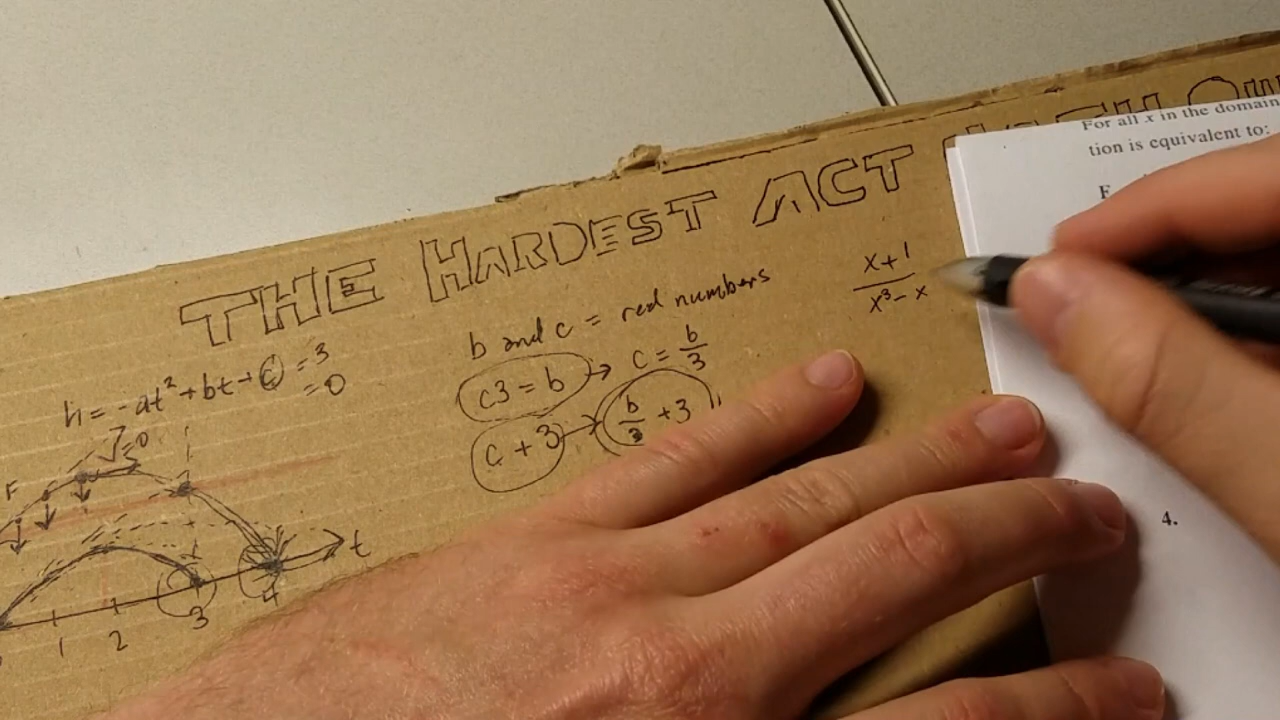 THE HARDEST ACT
For all x in the domain
tion is equivalent to:
F.
4.
h = -at² + bt + c = 3
= 0
b and c = real numbers
c3 = b → c = b/3
c + 3 → b/3 + 3
x + 1
x³ - x
F
t
1 2 3 4